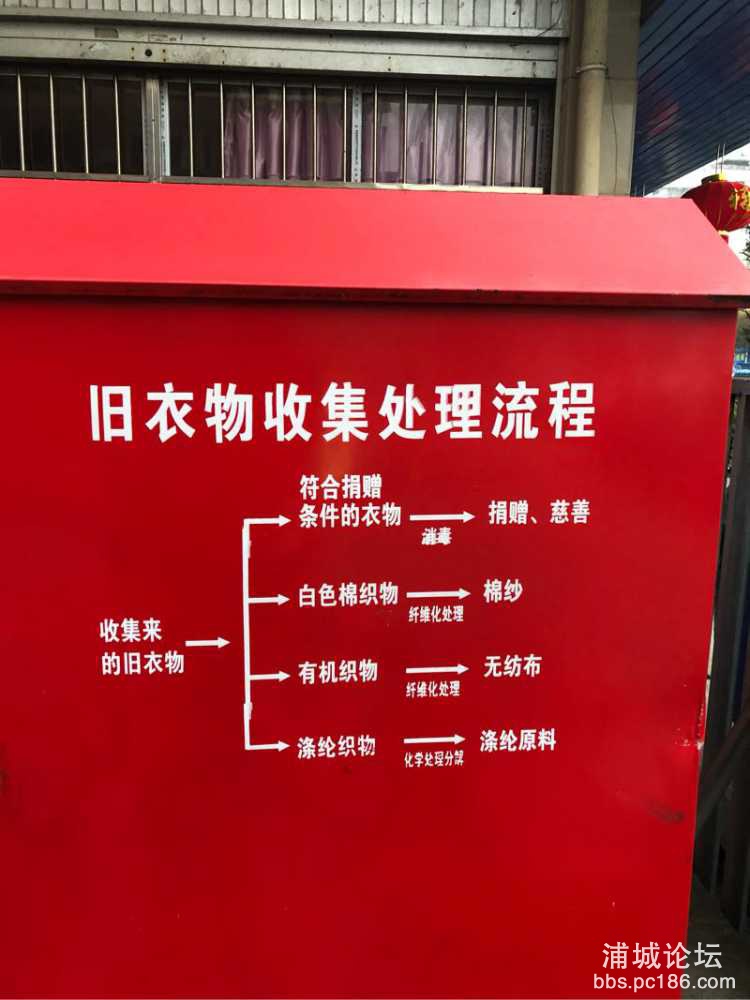 旧衣物收集处理流程
符合捐赠
条件的衣物
消毒
捐赠、慈善
白色棉织物
纤维化处理
棉纱
收集来
的旧衣物
有机织物
纤维化处理
无纺布
涤纶织物
化学处理分解
涤纶原料
浦城论坛
bbs.pc186.com